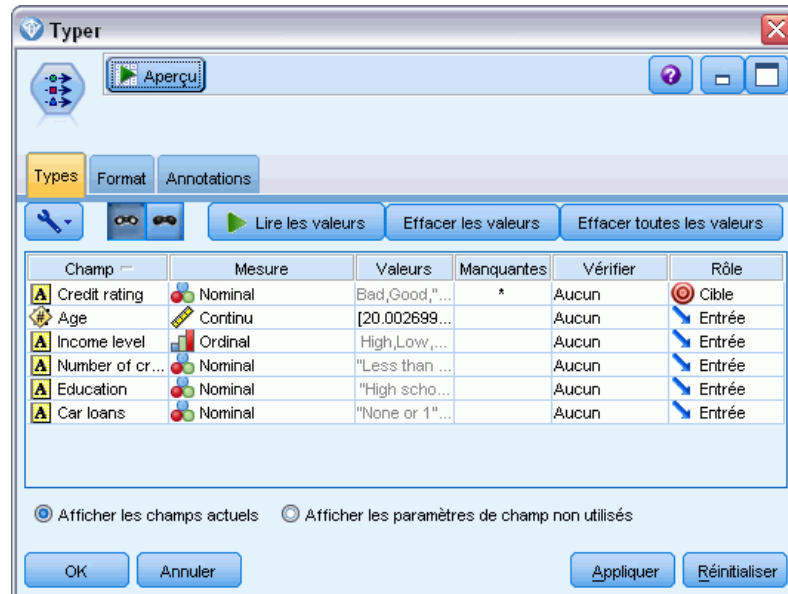 Typer
Aperçu
Types Format Annotations
Lire les valeurs Effacer les valeurs Effacer toutes les valeurs
Champ Mesure Valeurs Manquantes Vérifier Rôle
A Credit rating Nominal Bad,Good,"... * Aucun Cible
# Age Continu [20.002699... Aucun Entrée
A Income level Ordinal High,Low,... Aucun Entrée
A Number of cr... Nominal "Less than ... Aucun Entrée
A Education Nominal "High scho... Aucun Entrée
A Car loans Nominal "None or 1"... Aucun Entrée
Afficher les champs actuels Afficher les paramètres de champ non utilisés
OK Annuler Appliquer Réinitialiser